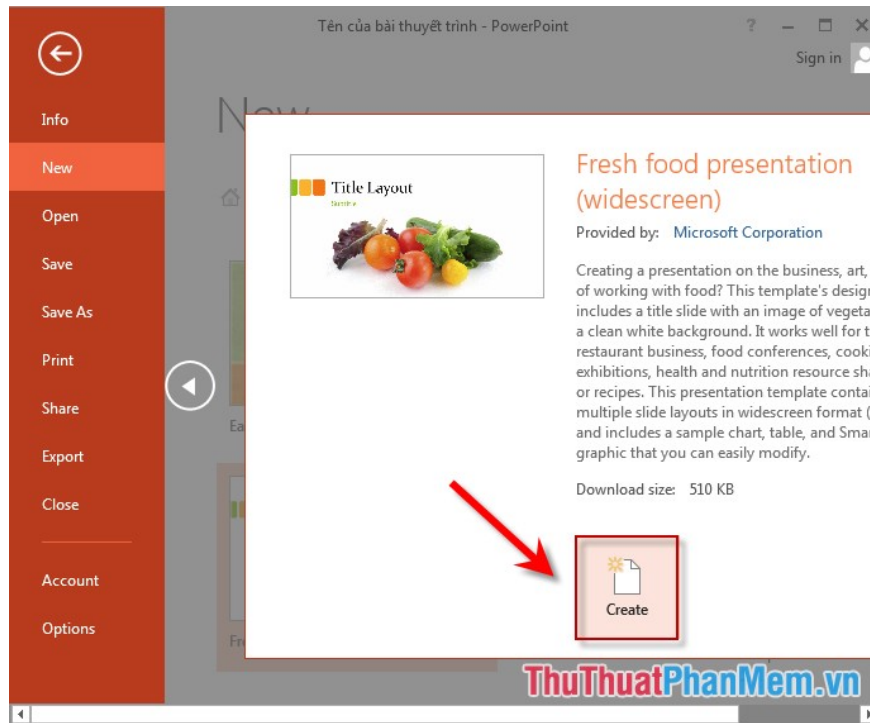 Tên của bài thuyết trình - PowerPoint
Sign in
Info
New
Open
Save
Save As
Print
Share
Export
Close
Account
Options
New
Title Layout
Subtitle
Fresh food presentation
(widescreen)
Provided by: Microsoft Corporation
Creating a presentation on the business, art,
of working with food? This template's design
includes a title slide with an image of vegeta
a clean white background. It works well for t
restaurant business, food conferences, cooki
exhibitions, health and nutrition resource sha
or recipes. This presentation template contai
multiple slide layouts in widescreen format (
and includes a sample chart, table, and Sma
graphic that you can easily modify.
Download size: 510 KB
Create
Ea
Fre
ThuThuatPhanMem.vn